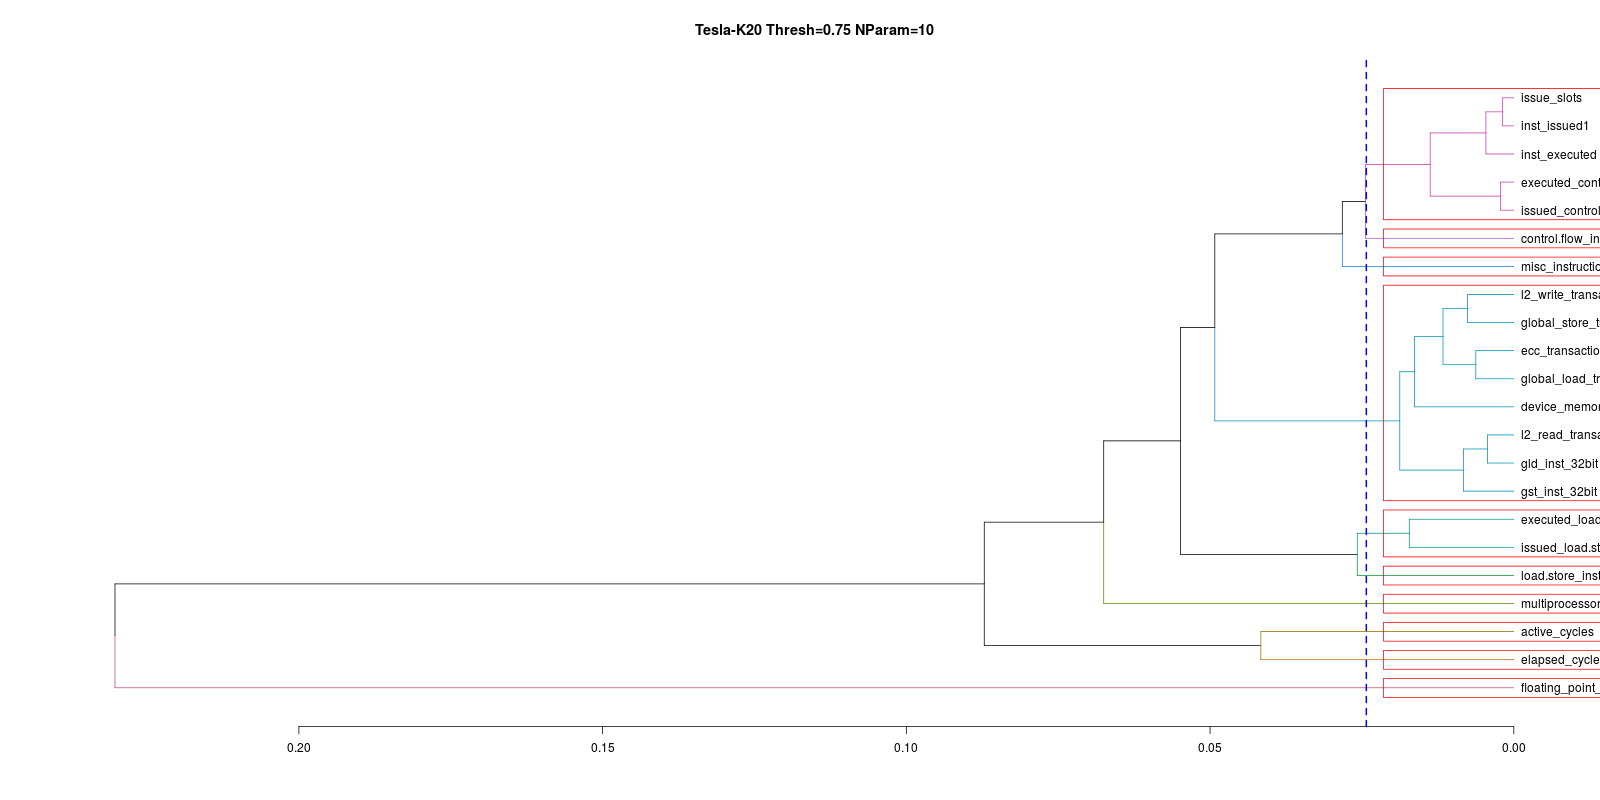 Tesla-K20 Thresh=0.75 NParam=10
issue_slots
inst_issued1
inst_executed
executed_cont
issued_control
control.flow_in
misc_instructio
l2_write_transa
global_store_t
ecc_transactio
global_load_tr
device_memor
l2_read_transa
gld_inst_32bit
gst_inst_32bit
executed_load
issued_load.st
load.store_inst
multiprocessor
active_cycles
elapsed_cycle
floating_point_
0.20 0.15 0.10 0.05 0.00